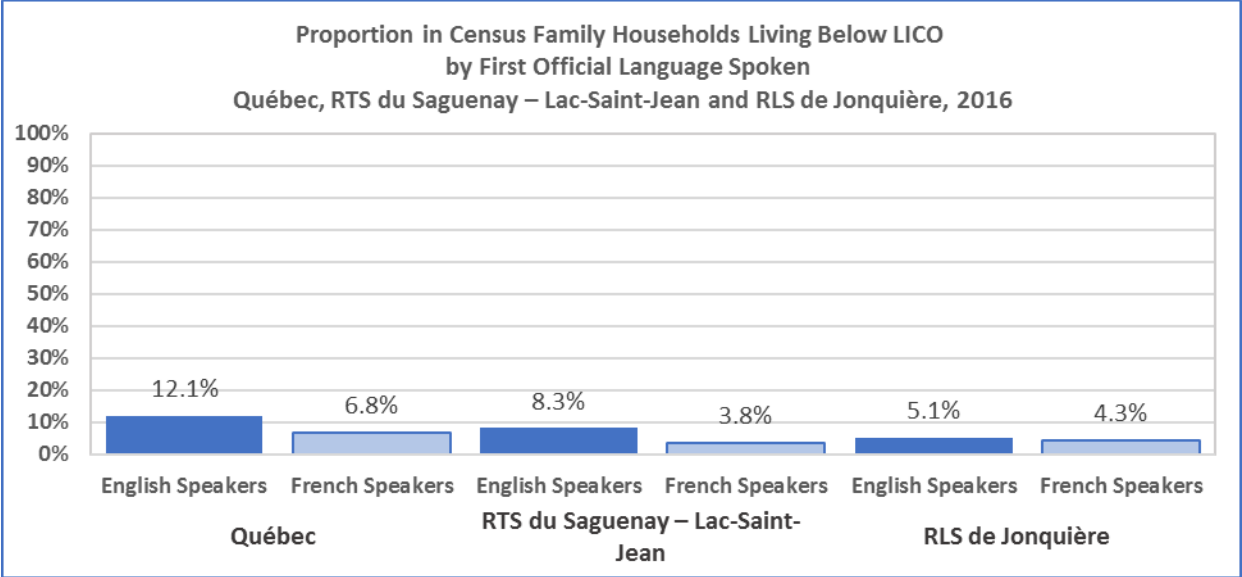 Proportion in Census Family Households Living Below LICO
by First Official Language Spoken
Québec, RTS du Saguenay – Lac-Saint-Jean and RLS de Jonquière, 2016
100%
90%
80%
70%
60%
50%
40%
30%
20%
10%
0%
12.1%
6.8%
8.3%
3.8%
5.1%
4.3%
English Speakers
French Speakers
English Speakers
French Speakers
English Speakers
French Speakers
Québec
RTS du Saguenay – Lac-Saint-
Jean
RLS de Jonquière